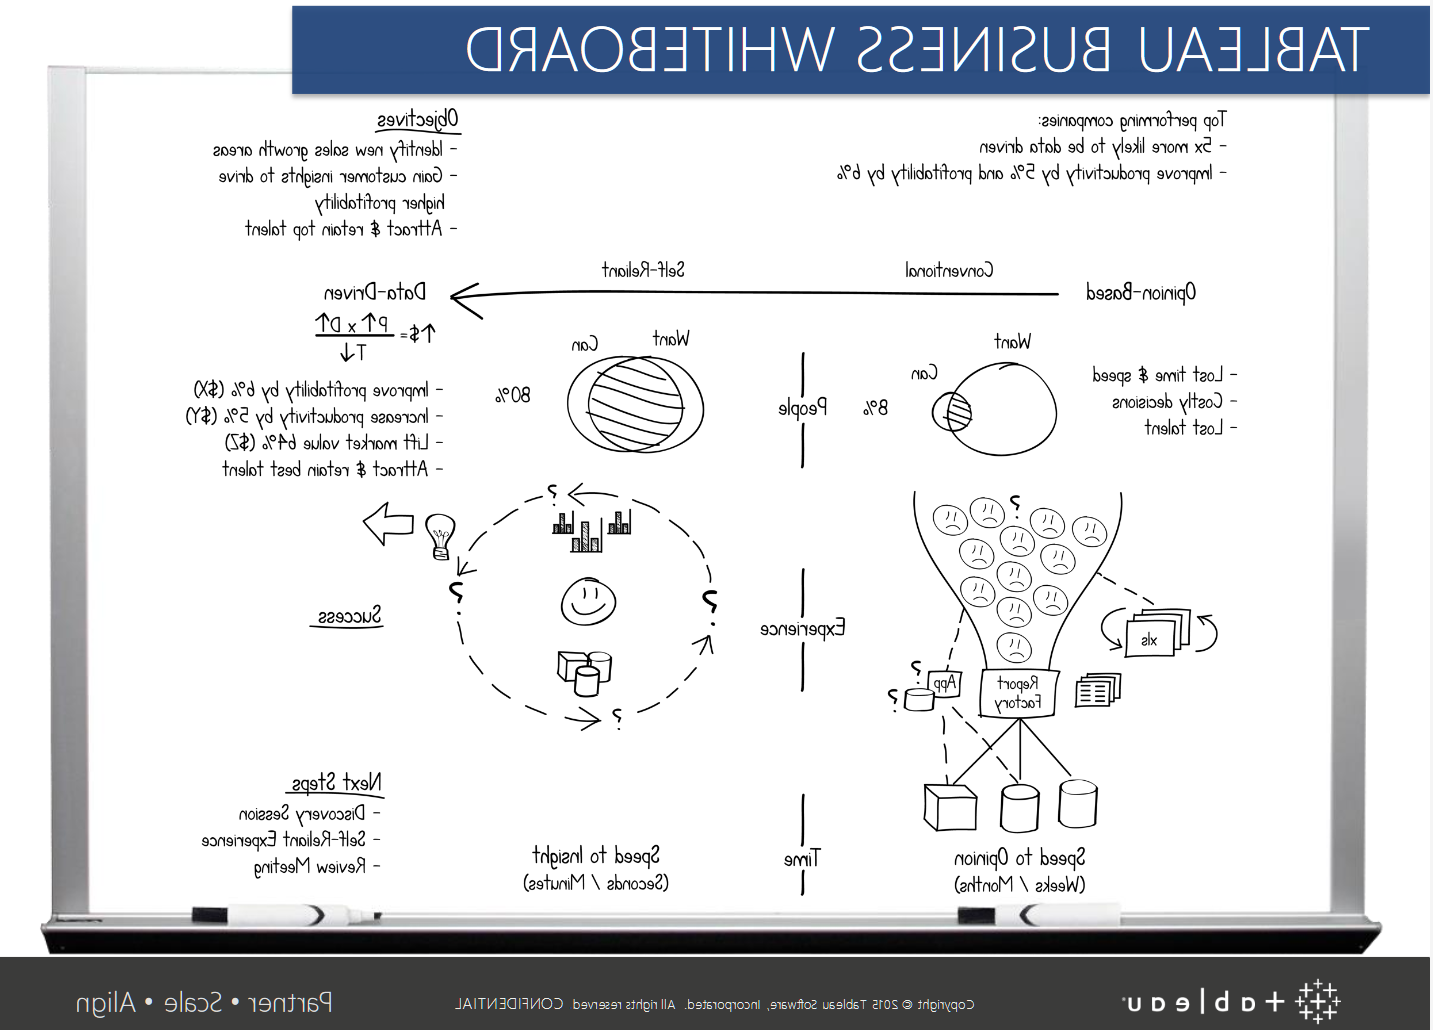 TABLEAU BUSINESS WHITEBOARD
Top performing companies:
- 5x more likely to be data driven
- Improve productivity by 5% and profitability by 6%
Objectives
- Identify new sales growth areas
- Gain customer insights to drive
higher profitability
- Attract & retain top talent
Opinion-Based
Conventional
Self-Reliant
Data-Driven
↑$= P↑ x D↑
T↓
- Lost time & speed
- Costly decisions
- Lost talent
Want
Can
8%
People
Want
Can
80%
- Improve profitability by 6% ($X)
- Increase productivity by 5% ($Y)
- Lift market value 64% ($Z)
- Attract & retain best talent
?
xls
Report
Factory
App
?
?
Experience
?
?
?
?
Success
Speed to Opinion
(Weeks / Months)
Time
Speed to Insight
(Seconds / Minutes)
Next Steps
- Discovery Session
- Self-Reliant Experience
- Review Meeting
+ableau
Copyright © 2015 Tableau Software, Incorporated. All rights reserved CONFIDENTIAL
Partner • Scale • Align